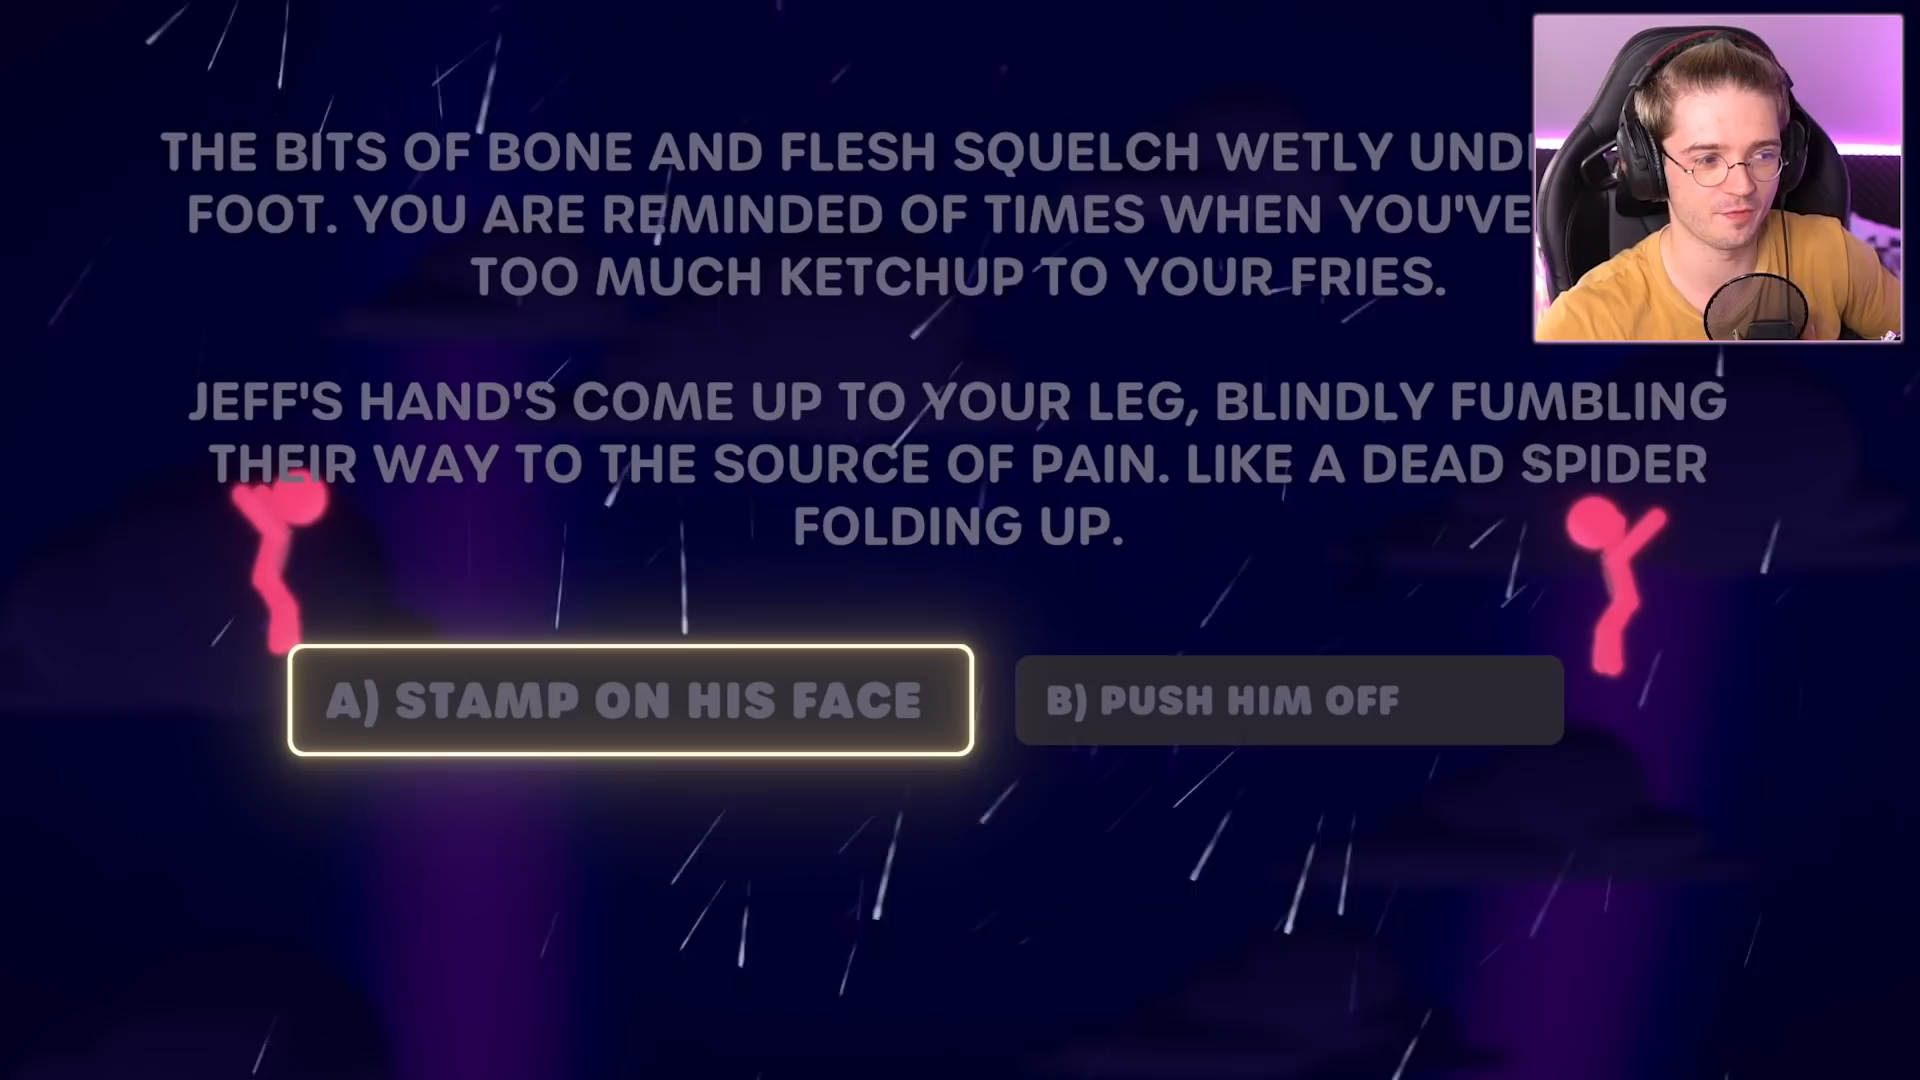 THE BITS OF BONE AND FLESH SQUELCH WETLY
FOOT. YOU ARE REMINDED OF TIMES WHEN YOU'VE
TOO MUCH KETCHUP TO YOUR FRIES.
JEFF'S HAND'S COME UP TO YOUR LEG, BLINDLY FUMBLING
THEIR WAY TO THE SOURCE OF PAIN. LIKE A DEAD SPIDER
FOLDING UP.
A) STAMP ON HIS FACE
B) PUSH HIM OFF